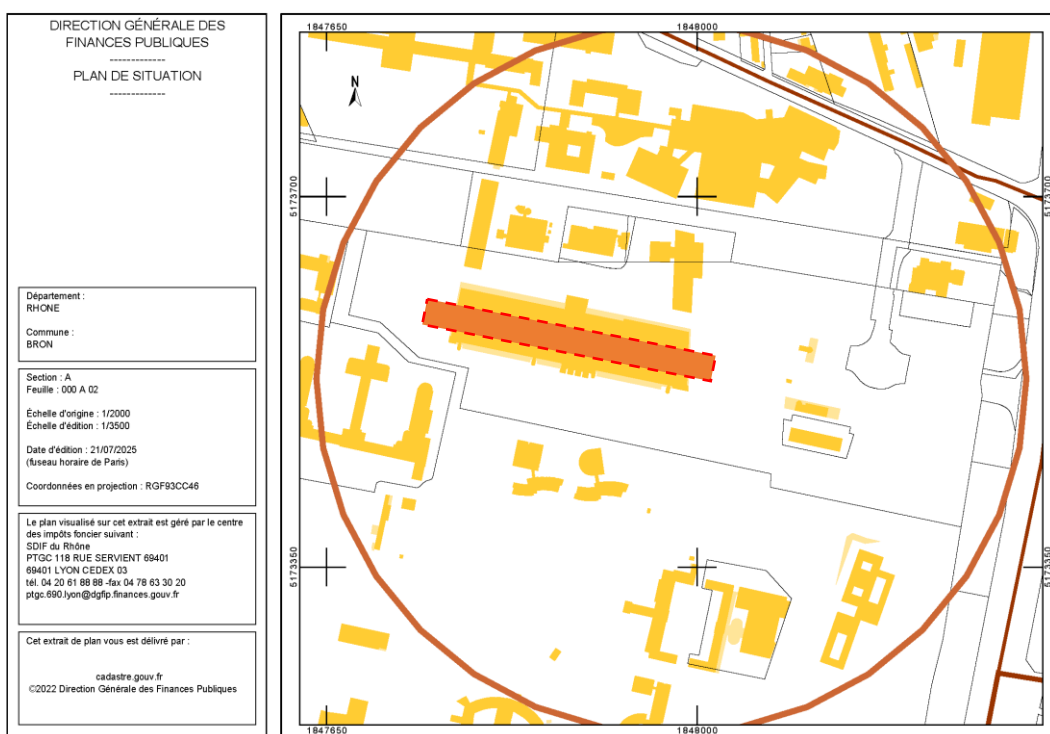 DIRECTION GÉNÉRALE DES
FINANCES PUBLIQUES
-------------
PLAN DE SITUATION
-------------
Département :
RHONE
Commune :
BRON
Section : A
Feuille : 000 A 02
Échelle d'origine : 1/2000
Échelle d'édition : 1/3500
Date d'édition : 21/07/2025
(fuseau horaire de Paris)
Coordonnées en projection : RGF93CC46
Le plan visualisé sur cet extrait est géré par le centre
des impôts foncier suivant :
SDIF du Rhône
PTGC 118 RUE SERVIENT 69401
69401 LYON CEDEX 03
tél. 04 20 61 88 88 -fax 04 78 63 30 20
ptgc.690.lyon@dgfip.finances.gouv.fr
Cet extrait de plan vous est délivré par :
cadastre.gouv.fr
©2022 Direction Générale des Finances Publiques
1847650
1848000
N
5173700
5173700
5173350
5173350
1847650
1848000